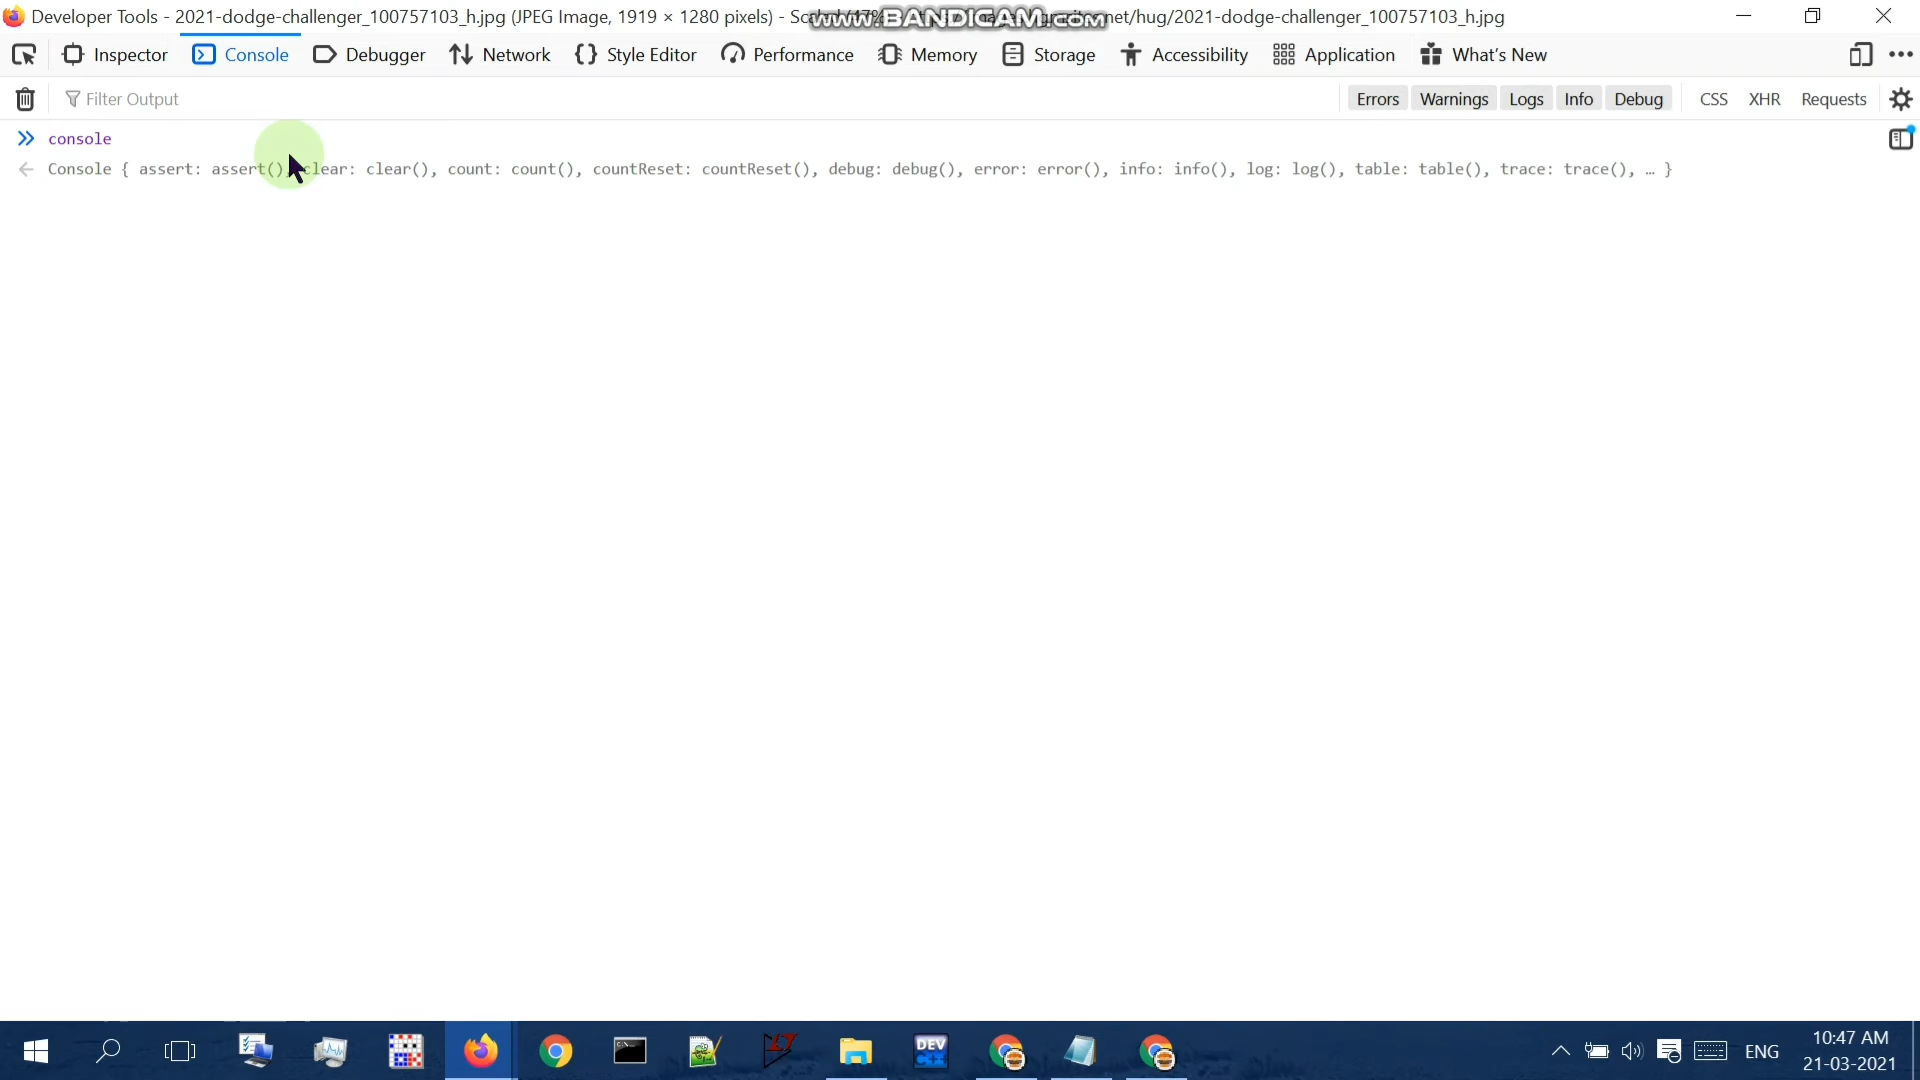 Developer Tools - 2021-dodge-challenger_100757103_h.jpg (JPEG Image, 1919 × 1280 pixels) - net/hug/2021-dodge-challenger_100757103_h.jpg
www.BANDICAM.com
Inspector Console Debugger Network Style Editor Performance Memory Storage Accessibility Application What's New
Filter Output Errors Warnings Logs Info Debug CSS XHR Requests
console
Console { assert: assert(), clear: clear(), count: count(), countReset: countReset(), debug: debug(), error: error(), info: info(), log: log(), table: table(), trace: trace(), … }
DEV
ENG
10:47 AM
21-03-2021